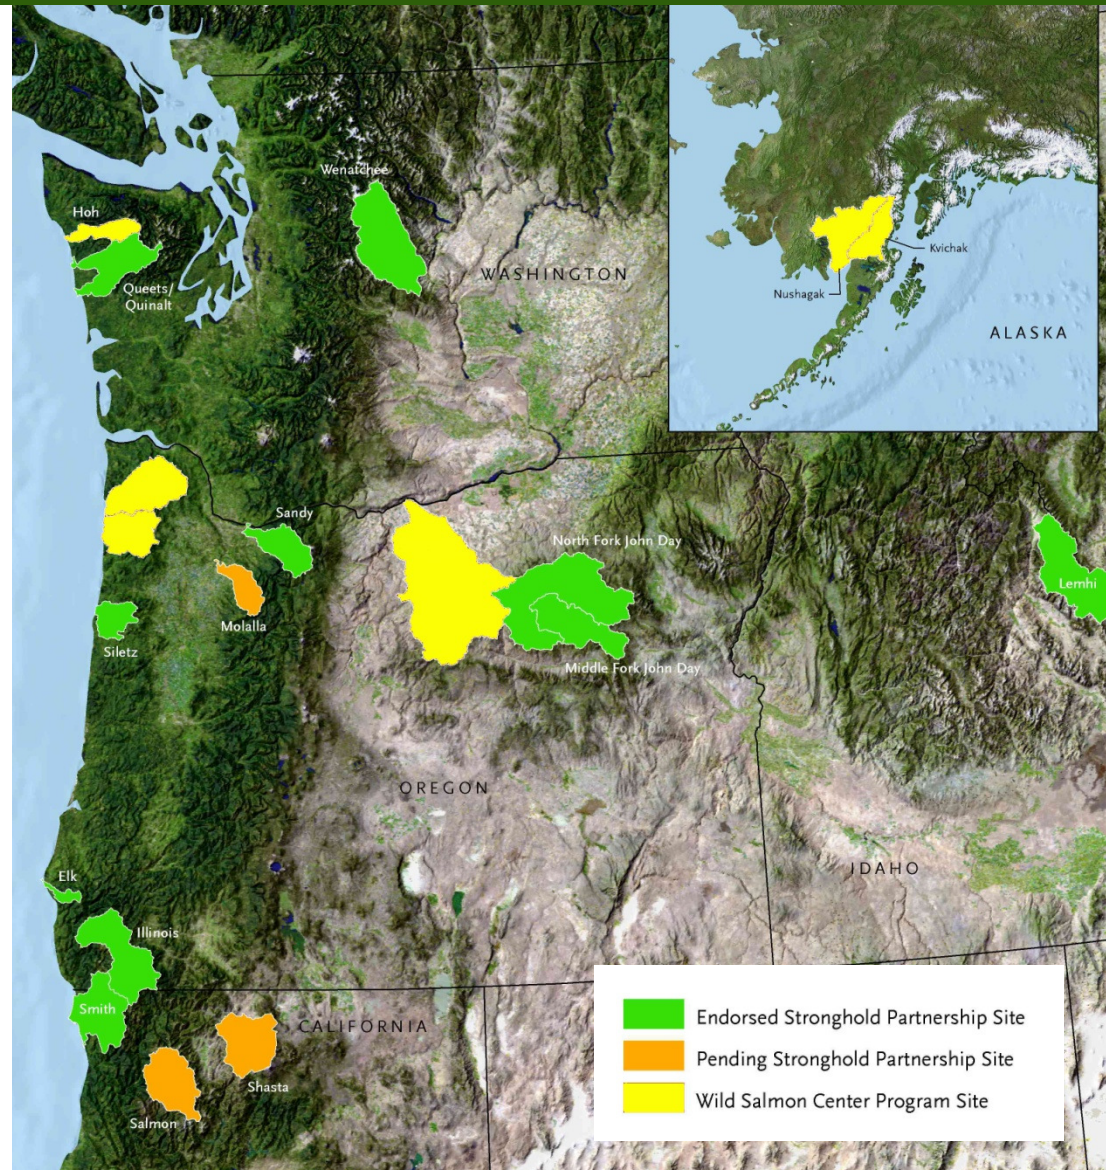 Wenatchee
Hoh
Queets/
Quinalt
WASHINGTON
Kvichak
Nushagak
ALASKA
Sandy
North Fork John Day
Lemhi
Molalla
Siletz
Middle Fork John Day
OREGON
IDAHO
Elk
Illinois
Smith
CALIFORNIA
Shasta
Salmon
Endorsed Stronghold Partnership Site
Pending Stronghold Partnership Site
Wild Salmon Center Program Site